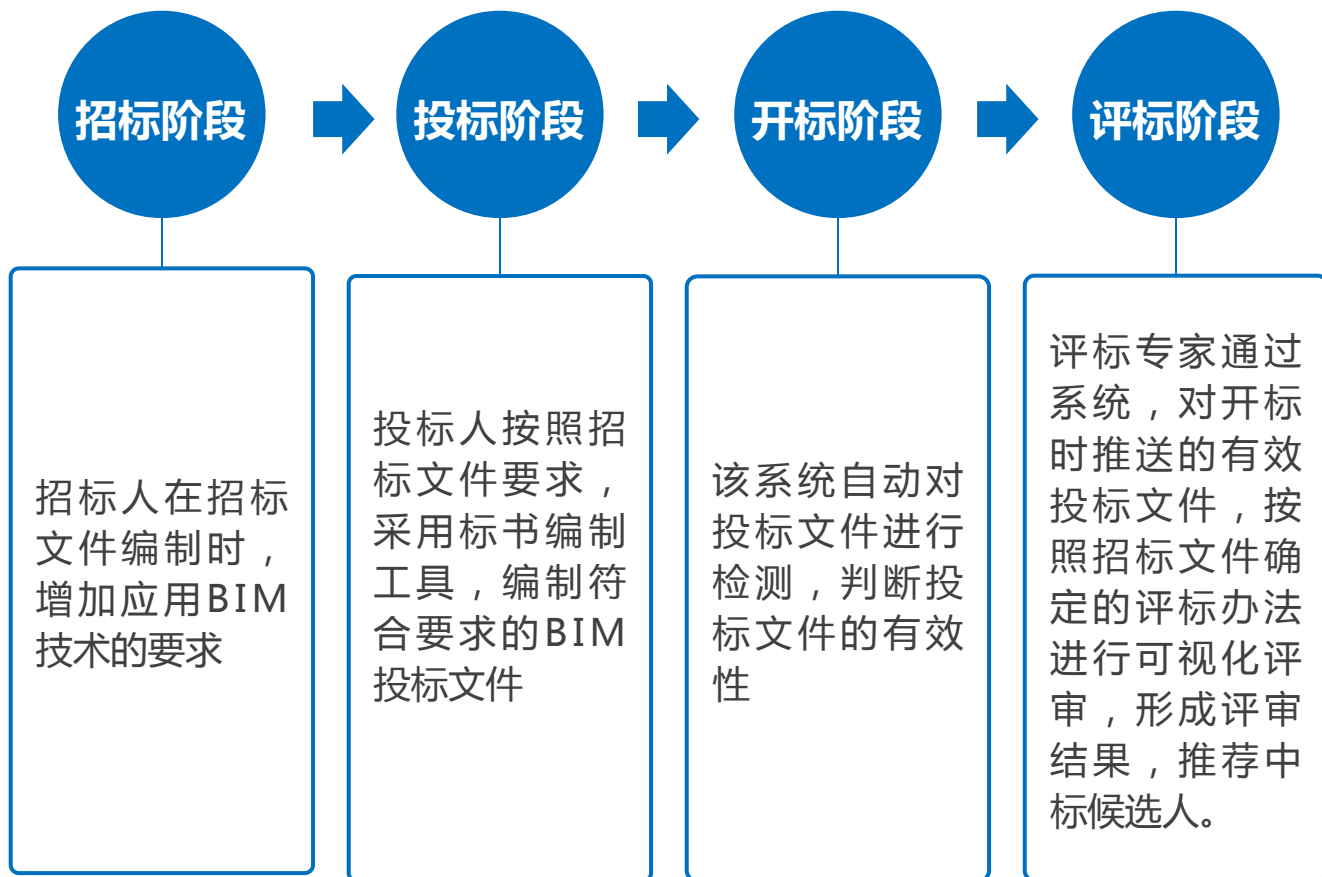 招标阶段
投标阶段
开标阶段
评标阶段
招标人在招标
文件编制时，
增加应用BIM
技术的要求
投标人按照招
标文件要求，
采用标书编制
工具，编制符
合要求的BIM
投标文件
该系统自动对
投标文件进行
检测，判断投
标文件的有效
性
评标专家通过
系统，对开标
时推送的有效
投标文件，按
照招标文件确
定的评标办法
进行可视化评
审，形成评审
结果，推荐中
标候选人。